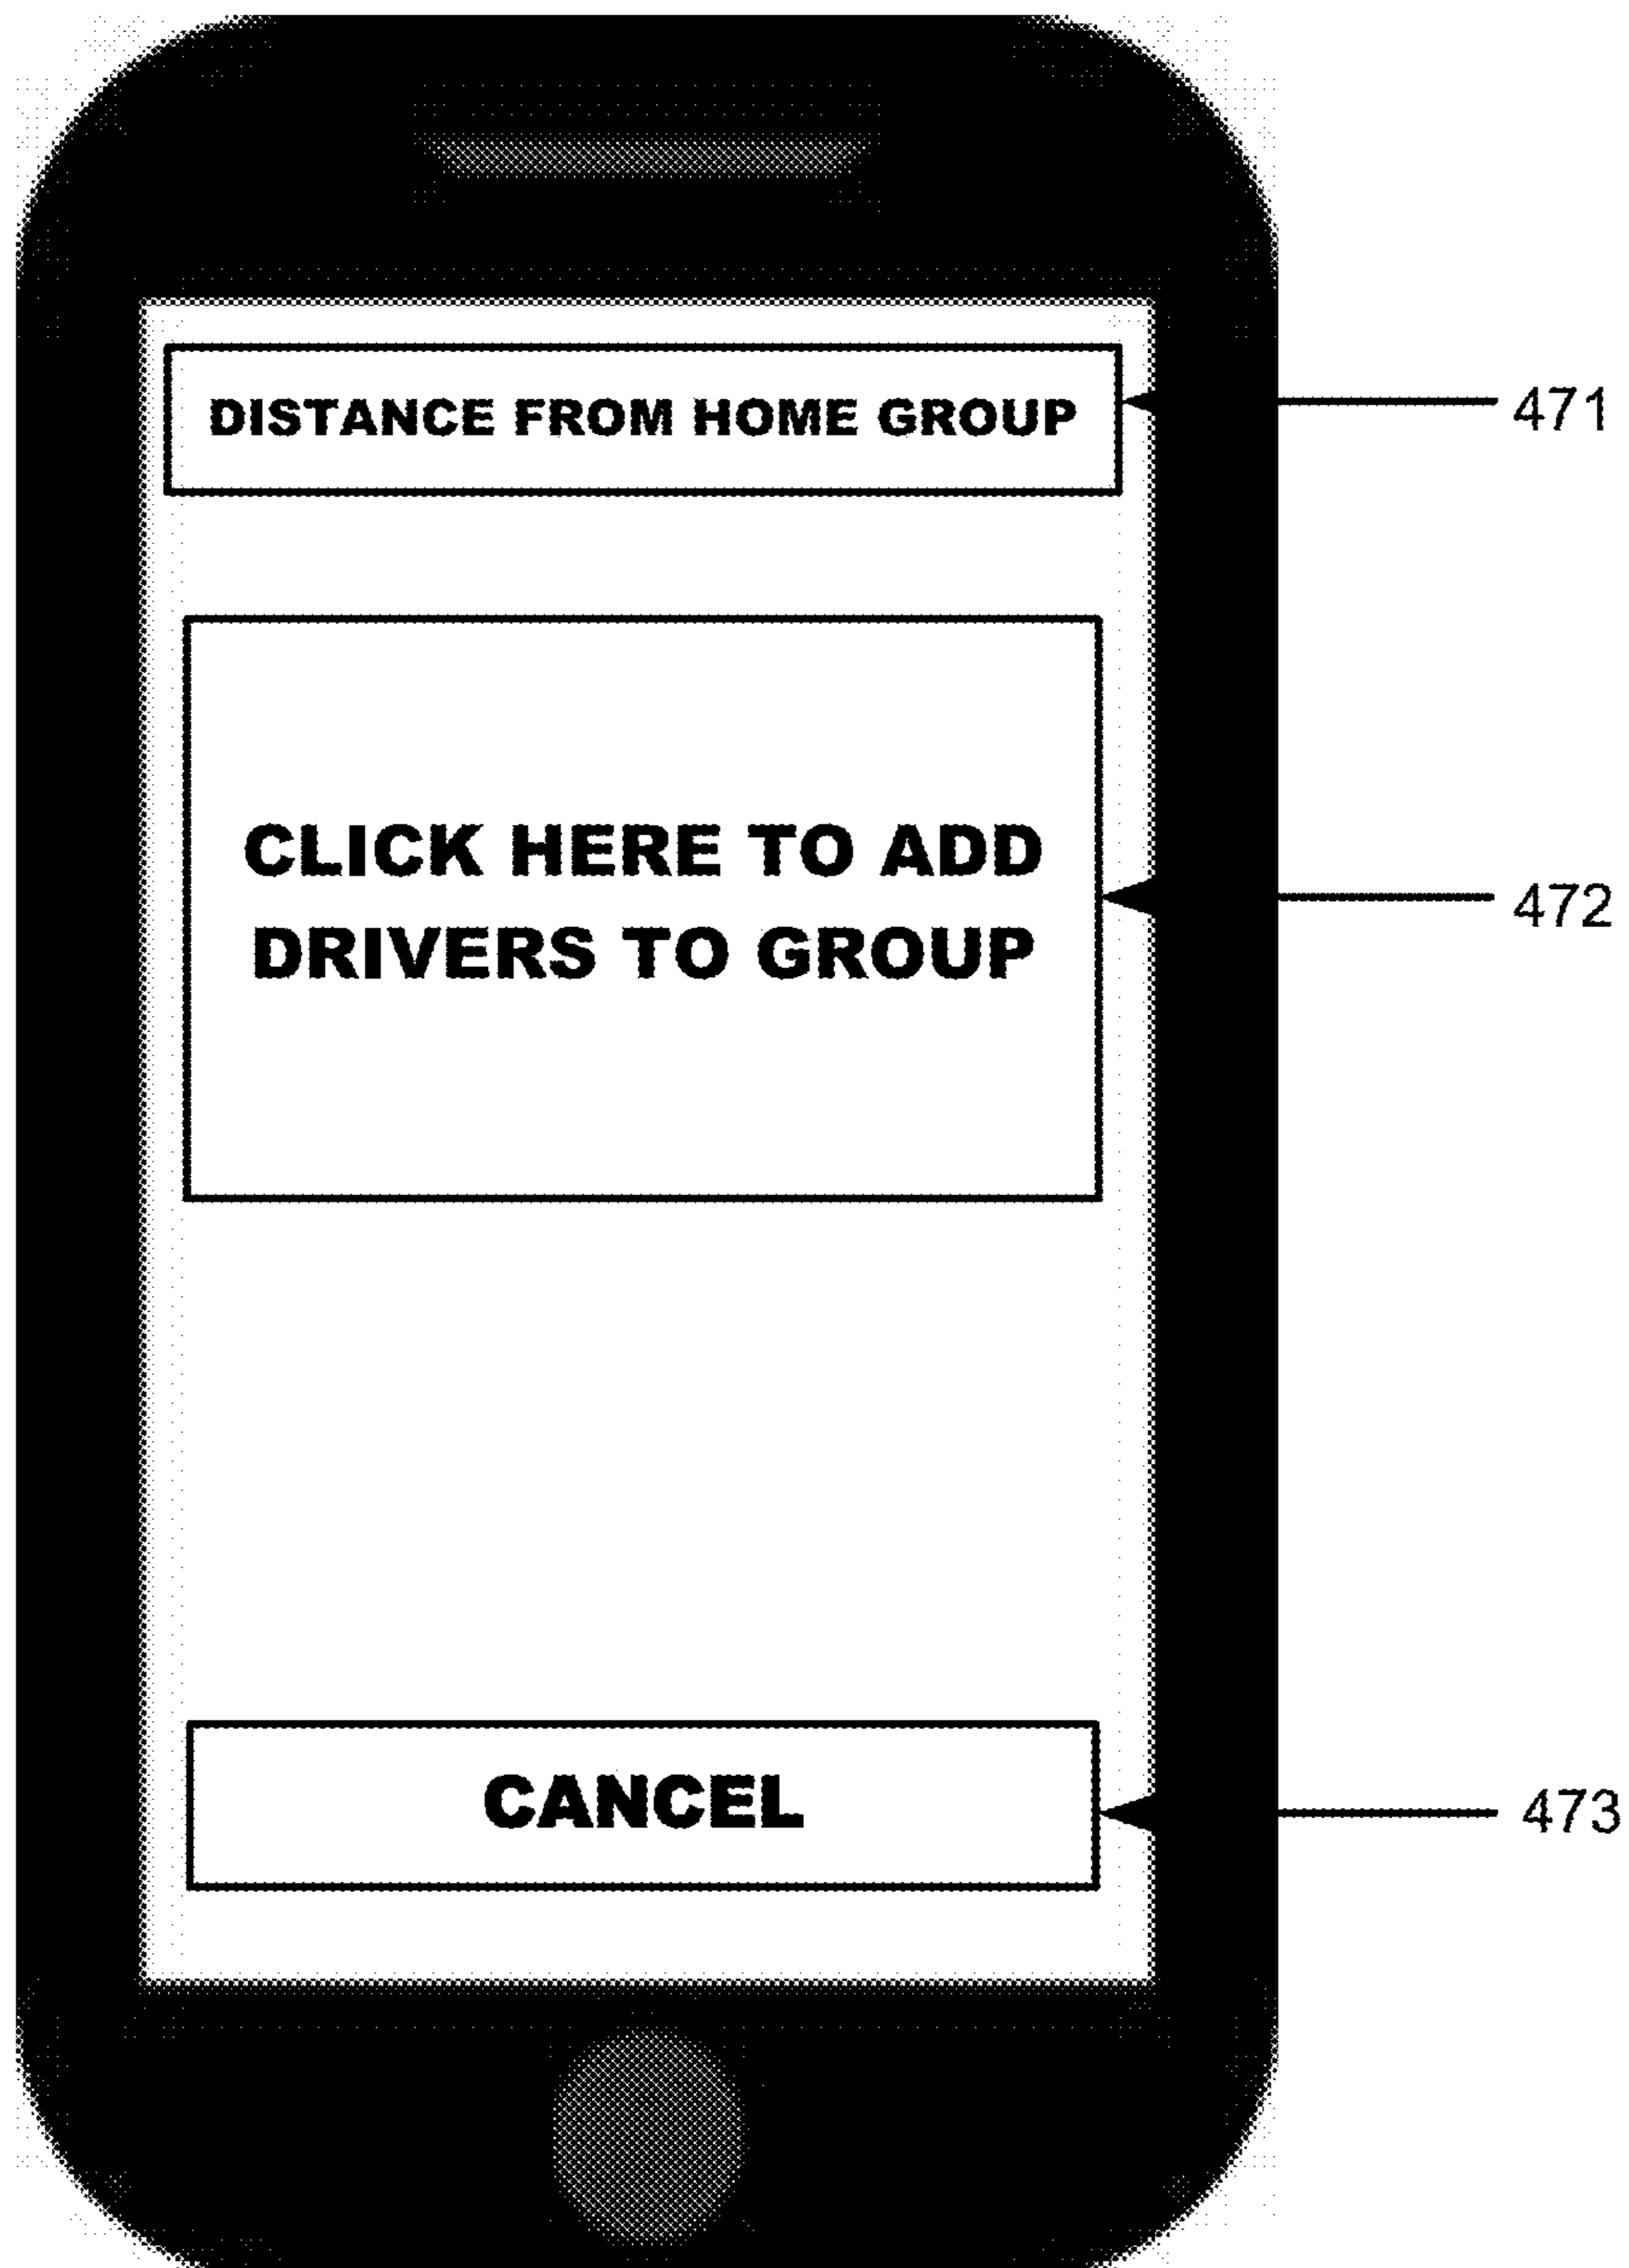 DISTANCE FROM HOME GROUP
471
CLICK HERE TO ADD
DRIVERS TO GROUP
472
CANCEL
473